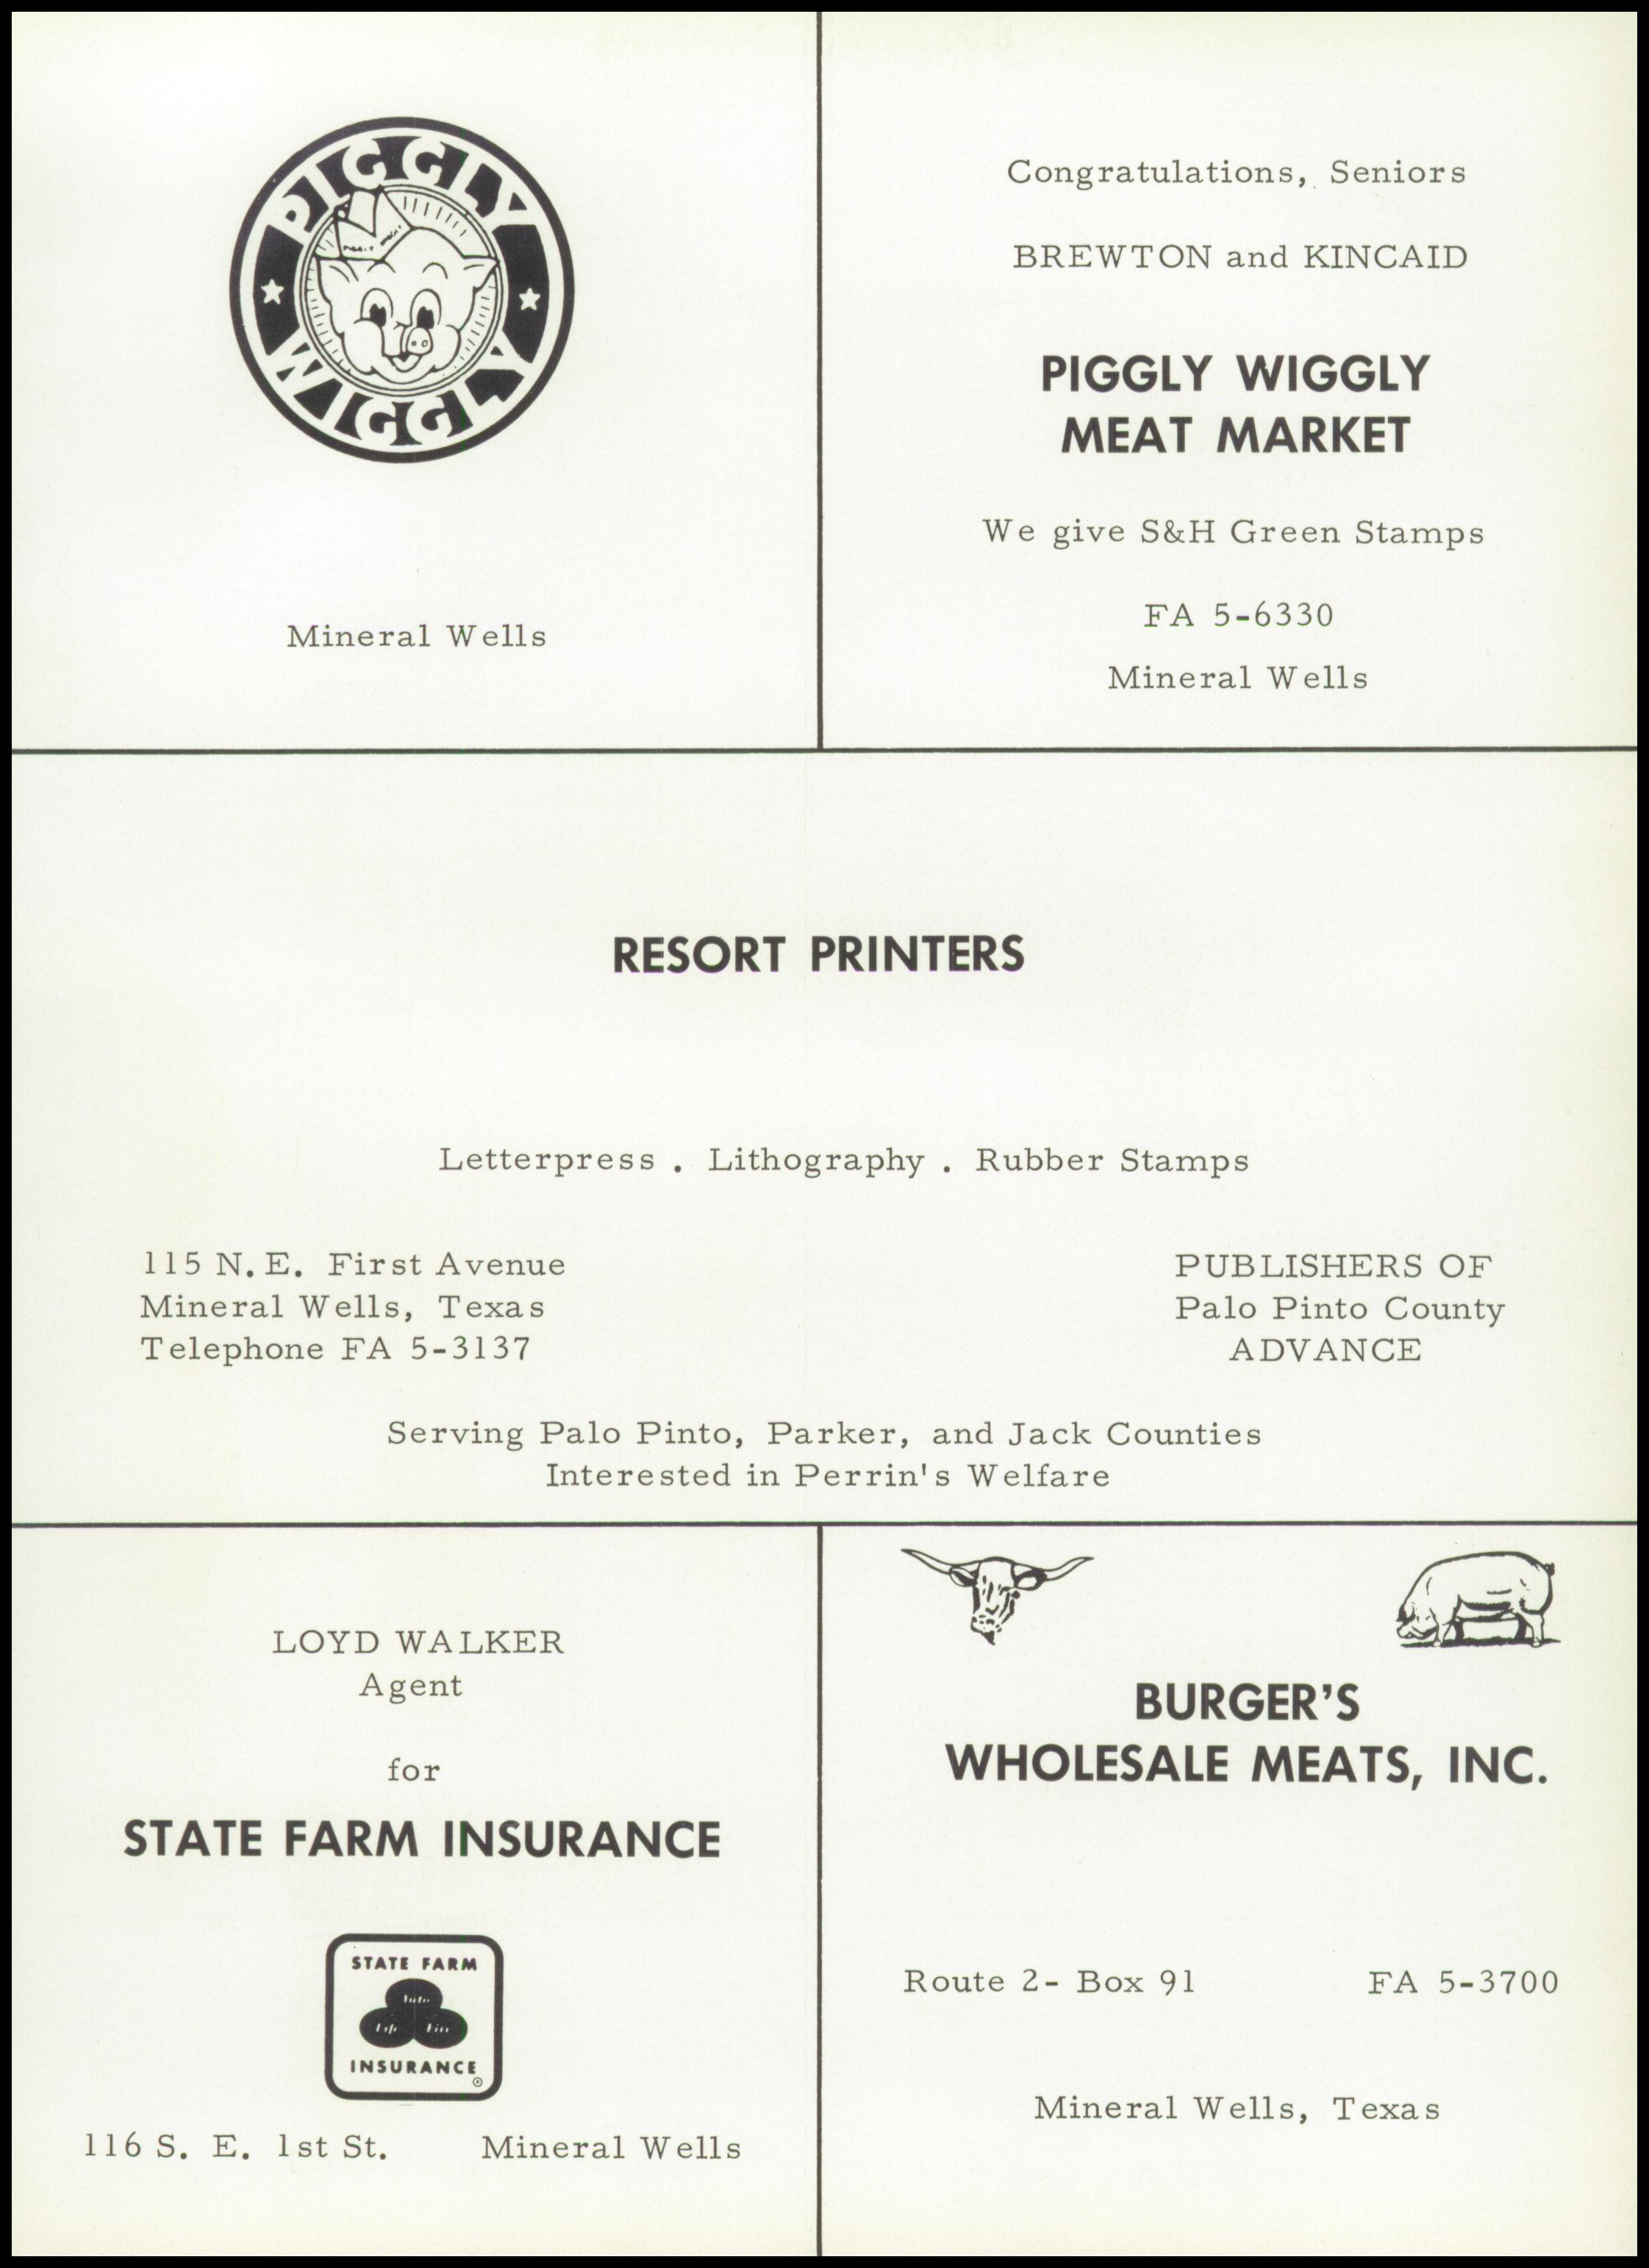 PIGGLY
WIGGLY
Mineral Wells
Congratulations, Seniors
BREWTON and KINCAID
PIGGLY WIGGLY
MEAT MARKET
We give S&H Green Stamps
FA 5-6330
Mineral Wells
RESORT PRINTERS
Letterpress . Lithography . Rubber Stamps
115 N. E. First Avenue
Mineral Wells, Texas
Telephone FA 5-3137
PUBLISHERS OF
Palo Pinto County
ADVANCE
Serving Palo Pinto, Parker, and Jack Counties
Interested in Perrin's Welfare
LOYD WALKER
Agent
for
STATE FARM INSURANCE
STATE FARM
Auto
Life Fire
INSURANCE
®
116 S. E. 1st St. Mineral Wells
BURGER'S
WHOLESALE MEATS, INC.
Route 2- Box 91 FA 5-3700
Mineral Wells, Texas